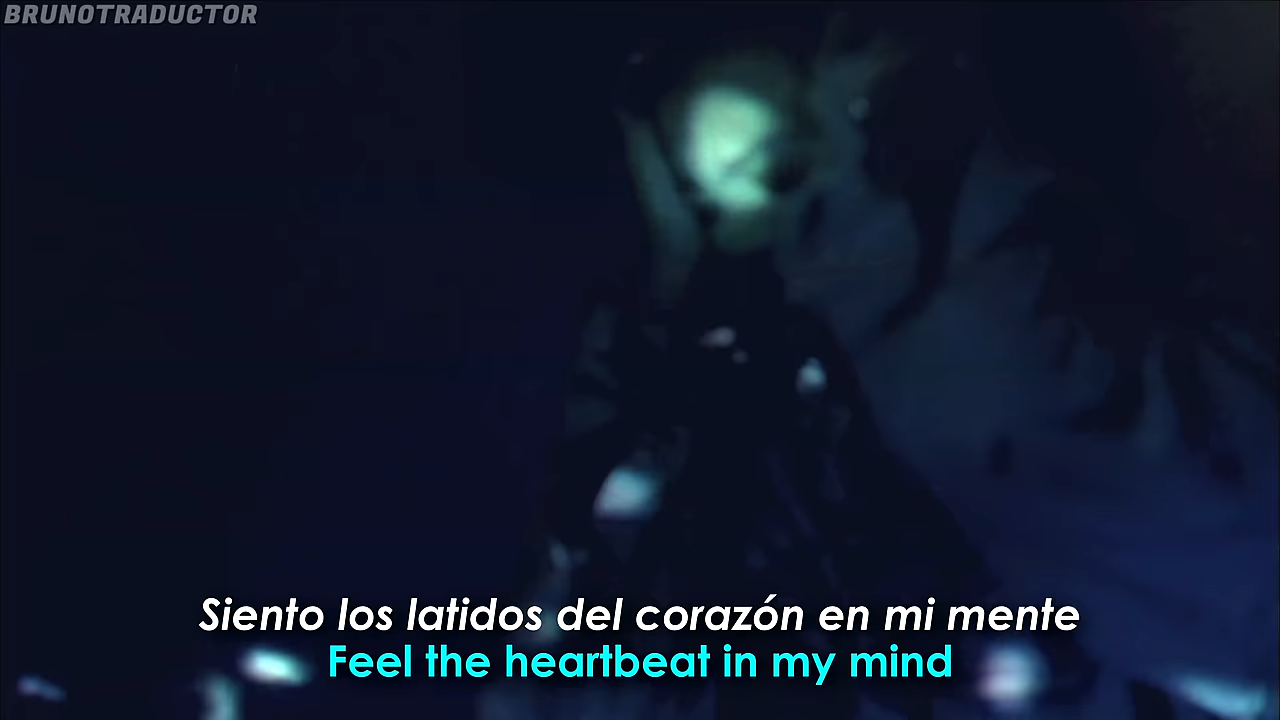 BRUNOTRADUCTOR
Siento los latidos del corazón en mi mente
Feel the heartbeat in my mind